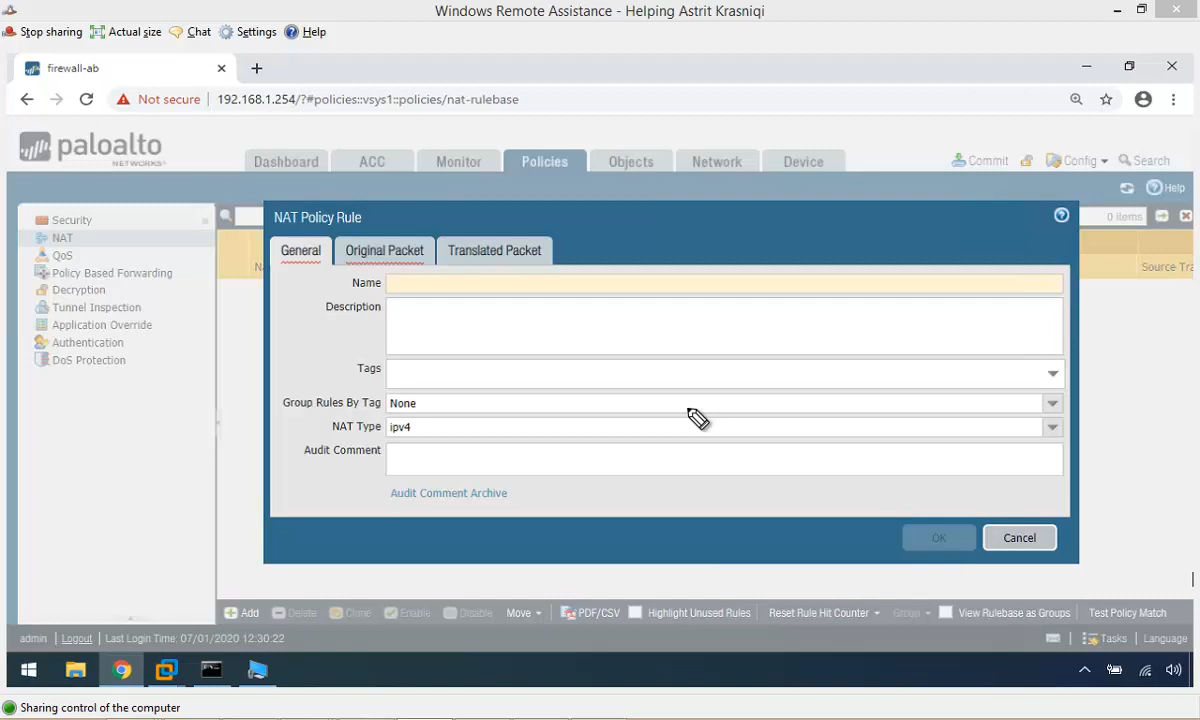 Windows Remote Assistance - Helping Astrit Krasniqi
Stop sharing Actual size Chat Settings Help
firewall-ab
Not secure 192.168.1.254/?#policies::vsys1::policies/nat-rulebase
paloalto
NETWORKS
Dashboard ACC Monitor Policies Objects Network Device Commit Config Search
Help
Security
NAT
QoS
Policy Based Forwarding
Decryption
Tunnel Inspection
Application Override
Authentication
DoS Protection
0 items
Source Tra
NAT Policy Rule
General Original Packet Translated Packet
Name
Description
Tags
Group Rules By Tag None
NAT Type ipv4
Audit Comment
Audit Comment Archive
OK Cancel
Add Delete Clone Enable Disable Move PDF/CSV Highlight Unused Rules Reset Rule Hit Counter Group View Rulebase as Groups Test Policy Match
admin Logout Last Login Time: 07/01/2020 12:30:22 Tasks Language
Sharing control of the computer